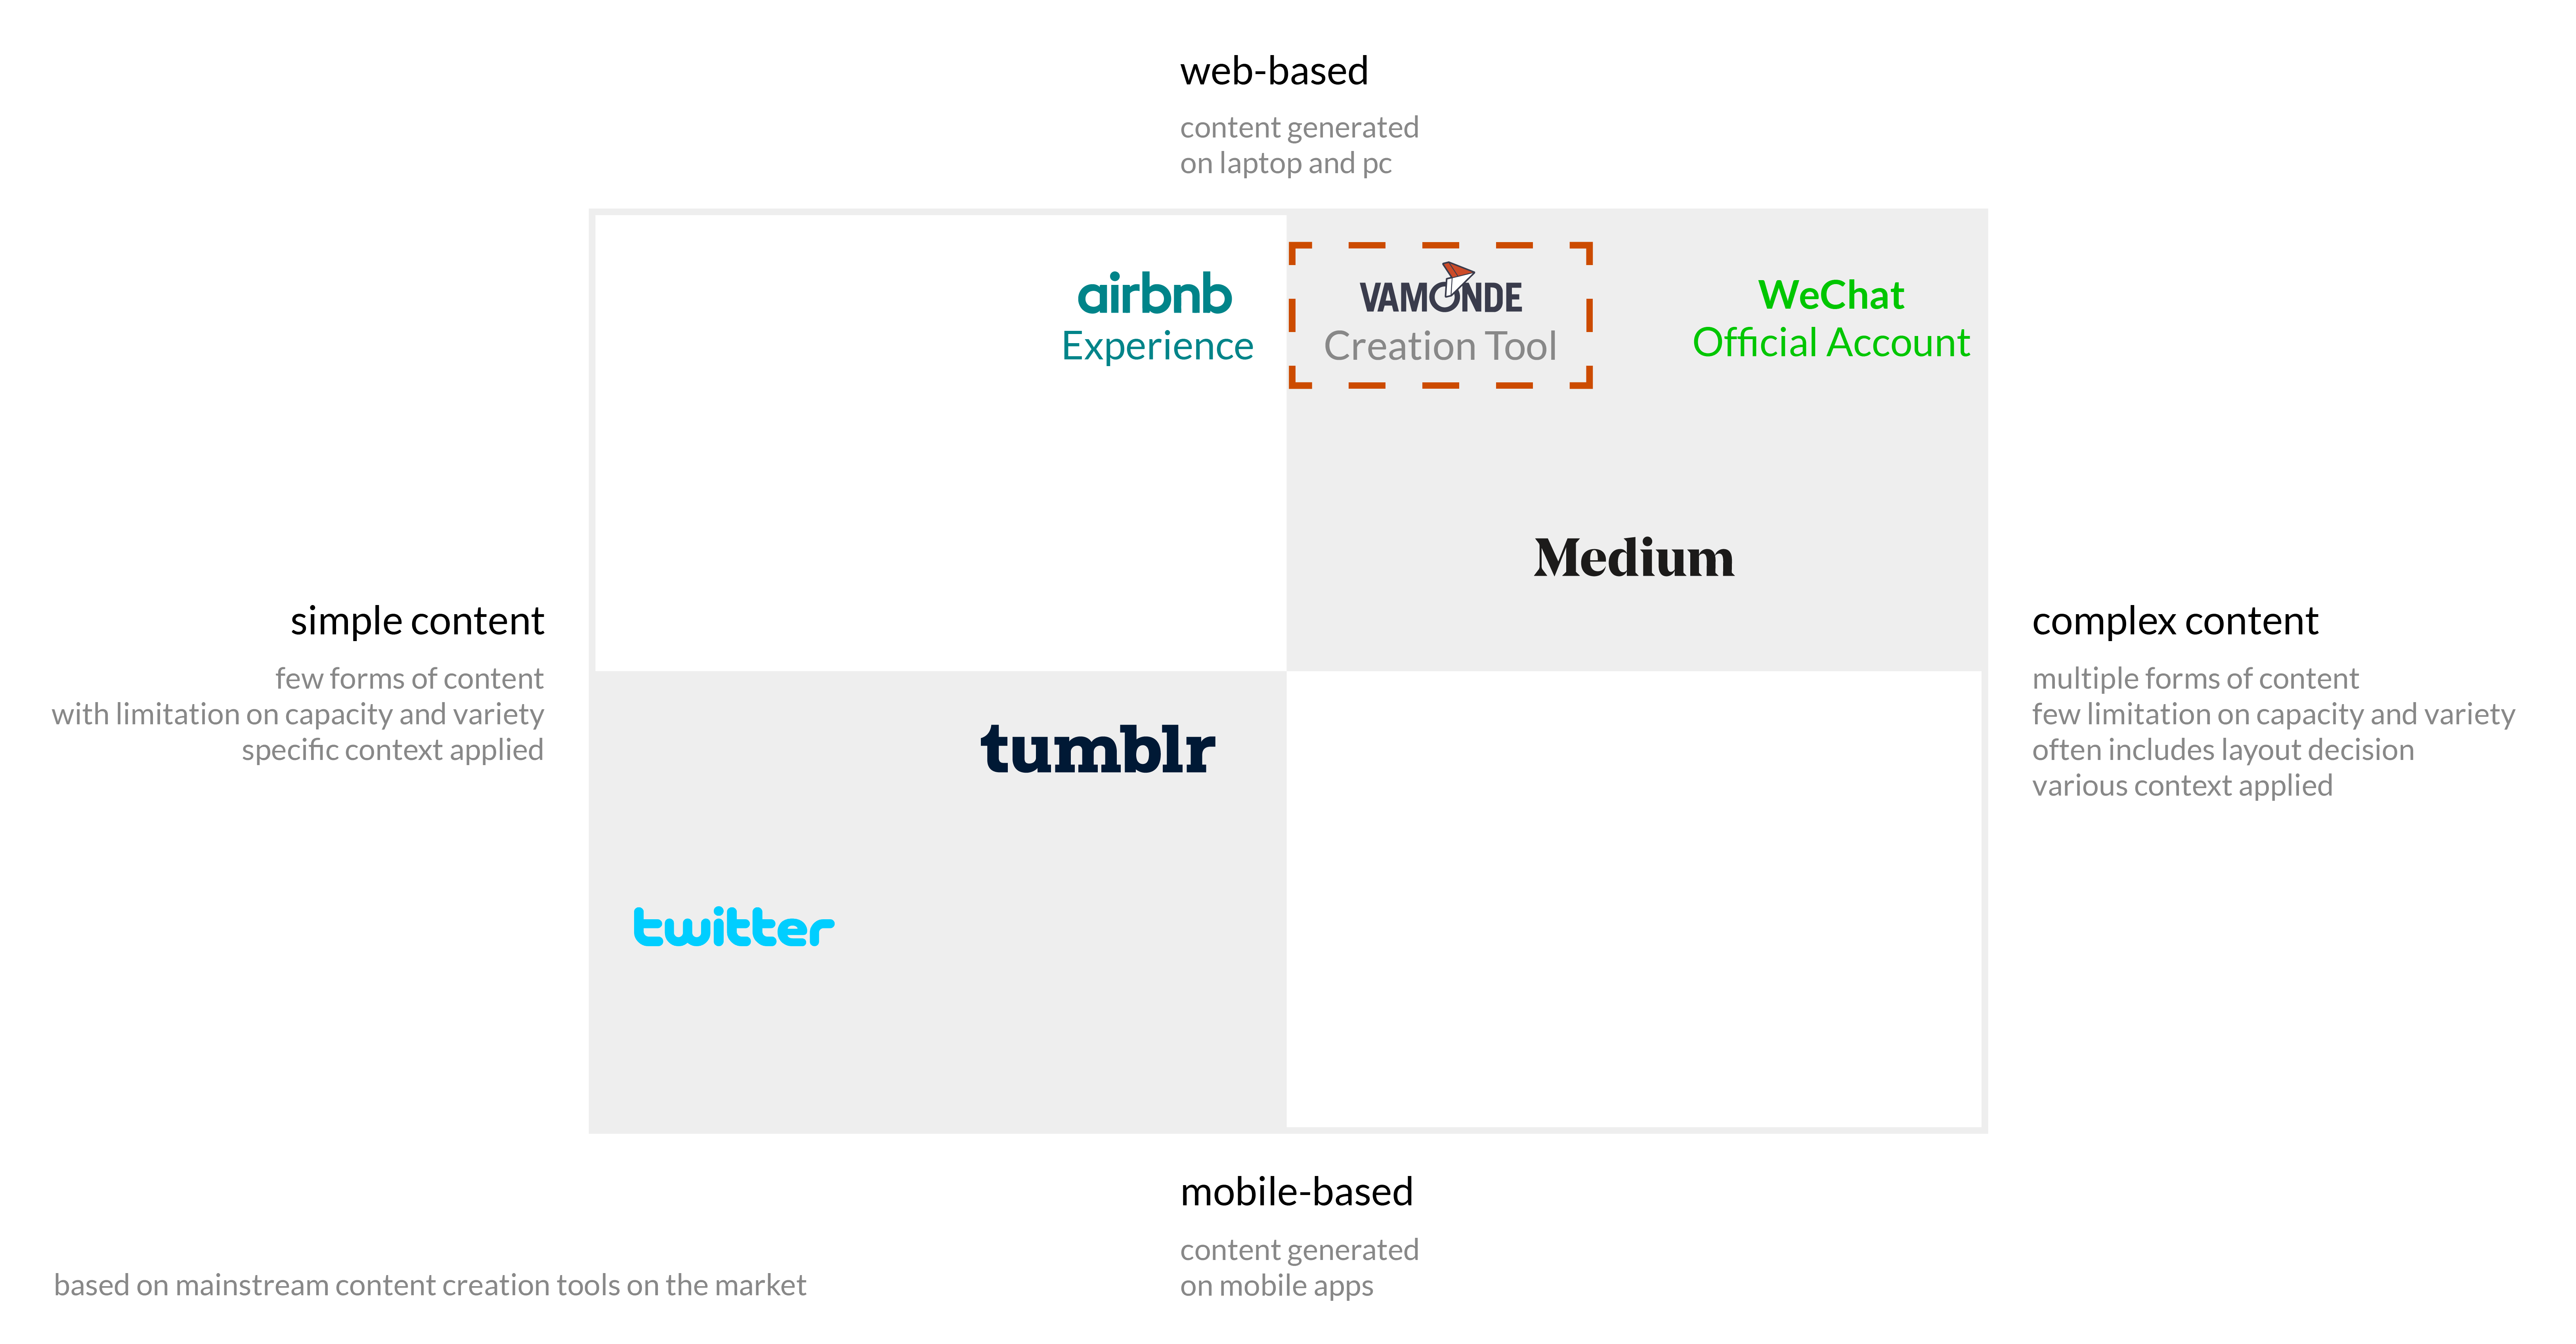 web-based
content generated
on laptop and pc
airbnb
Experience
VAMONDE
Creation Tool
WeChat
Official Account
Medium
simple content
few forms of content
with limitation on capacity and variety
specific context applied
complex content
multiple forms of content
few limitation on capacity and variety
often includes layout decision
various context applied
tumblr
twitter
mobile-based
content generated
on mobile apps
based on mainstream content creation tools on the market